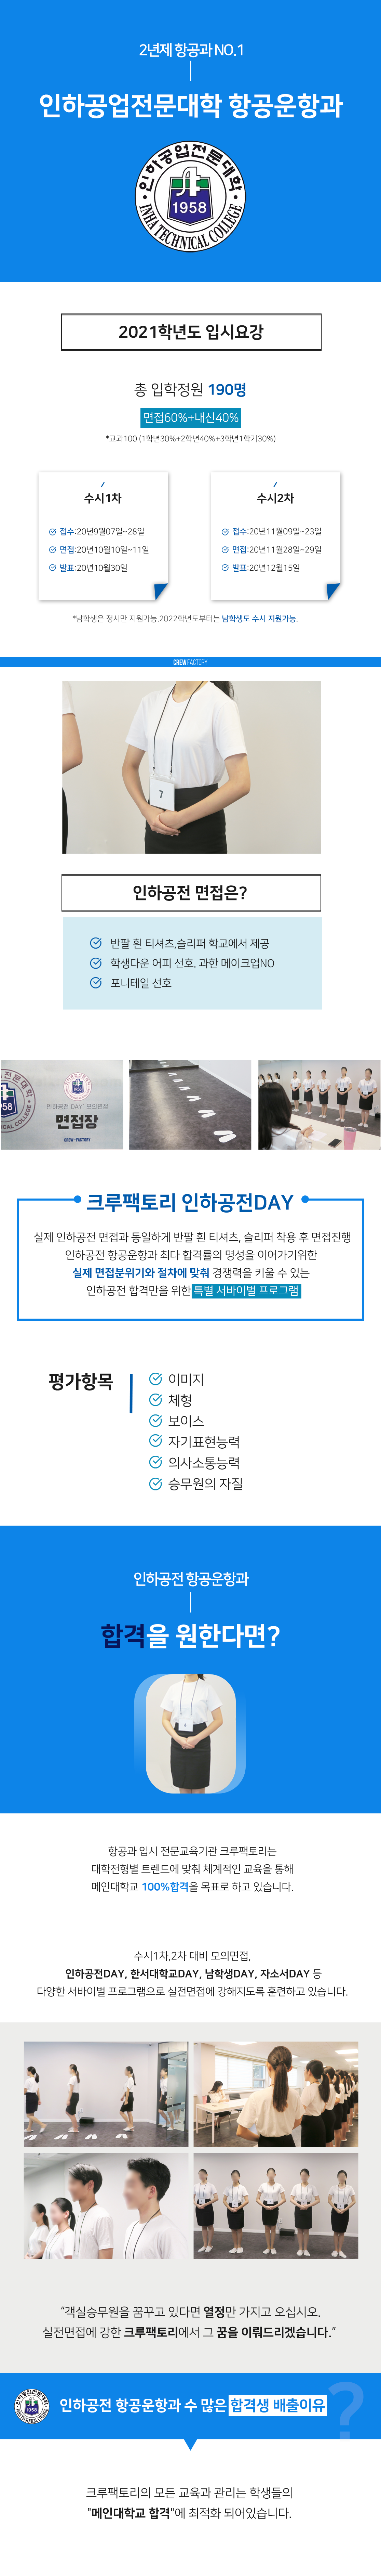 2년제 항공과 NO.1
인하공업전문대학 항공운항과
인하공업전문대학
1958
INHA TECHNICAL COLLEGE
2021학년도 입시요강
총 입학정원 190명
면접60%+내신40%
*교과100 (1학년30%+2학년40%+3학년1학기30%)
수시1차
접수:20년9월07일~28일
면접:20년10월10일~11일
발표:20년10월30일
수시2차
접수:20년11월09일~23일
면접:20년11월28일~29일
발표:20년12월15일
*남학생은 정시만 지원가능.2022학년도부터는 남학생도 수시 지원가능.
CREWFACTORY
7
인하공전 면접은?
반팔 흰 티셔츠,슬리퍼 학교에서 제공
학생다운 어피 선호. 과한 메이크업NO
포니테일 선호
인하공전 DAY 모의면접
면접장
CREW-FACTORY
크루팩토리 인하공전DAY
실제 인하공전 면접과 동일하게 반팔 흰 티셔츠, 슬리퍼 착용 후 면접진행
인하공전 항공운항과 최다 합격률의 명성을 이어가기위한
실제 면접분위기와 절차에 맞춰 경쟁력을 키울 수 있는
인하공전 합격만을 위한 특별 서바이벌 프로그램
평가항목
이미지
체형
보이스
자기표현능력
의사소통능력
승무원의 자질
인하공전 항공운항과
합격을 원한다면?
항공과 입시 전문교육기관 크루팩토리는
대학전형별 트렌드에 맞춰 체계적인 교육을 통해
메인대학교 100%합격을 목표로 하고 있습니다.
수시1차,2차 대비 모의면접,
인하공전DAY, 한서대학교DAY, 남학생DAY, 자소서DAY 등
다양한 서바이벌 프로그램으로 실전면접에 강해지도록 훈련하고 있습니다.
“객실승무원을 꿈꾸고 있다면 열정만 가지고 오십시오.
실전면접에 강한 크루팩토리에서 그 꿈을 이뤄드리겠습니다.”
인하공전 항공운항과 수 많은 합격생 배출이유
?
크루팩토리의 모든 교육과 관리는 학생들의
"메인대학교 합격"에 최적화 되어있습니다.